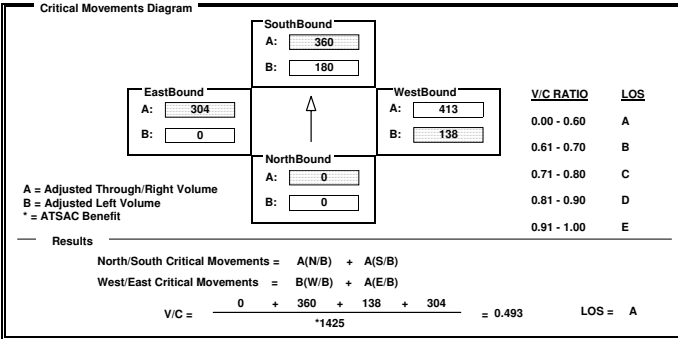 Critical Movements Diagram
SouthBound
A: 360
B: 180
EastBound
A: 304
B: 0
WestBound
A: 413
B: 138
NorthBound
A: 0
B: 0
V/C RATIO LOS
0.00 - 0.60 A
0.61 - 0.70 B
0.71 - 0.80 C
0.81 - 0.90 D
0.91 - 1.00 E
A = Adjusted Through/Right Volume
B = Adjusted Left Volume
* = ATSAC Benefit
Results
North/South Critical Movements = A(N/B) + A(S/B)
West/East Critical Movements = B(W/B) + A(E/B)
V/C = 0 + 360 + 138 + 304 = 0.493 LOS = A
*1425